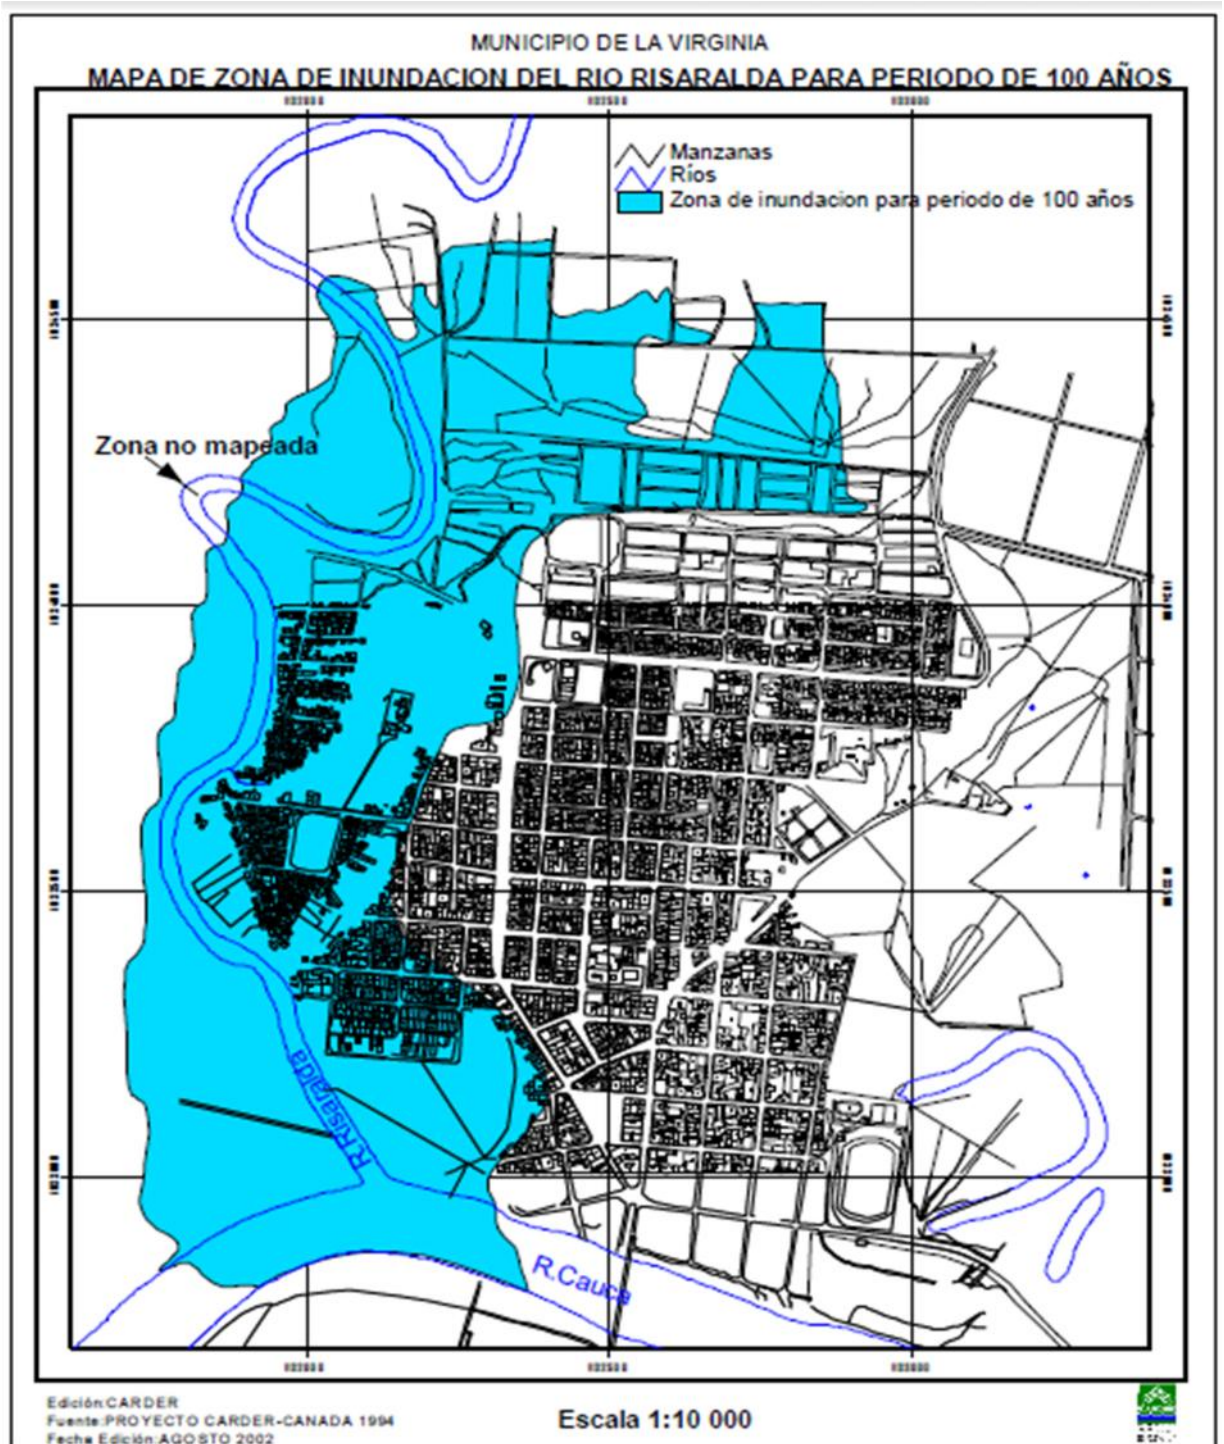 MUNICIPIO DE LA VIRGINIA
MAPA DE ZONA DE INUNDACION DEL RIO RISARALDA PARA PERIODO DE 100 AÑOS
Manzanas
Ríos
Zona de inundacion para periodo de 100 años
Zona no mapeada
R.Risaralda
R.Cauca
Edición:CARDER
Fuente:PROYECTO CARDER-CANADA 1994
Fecha Edición:AGOSTO 2002
Escala 1:10 000